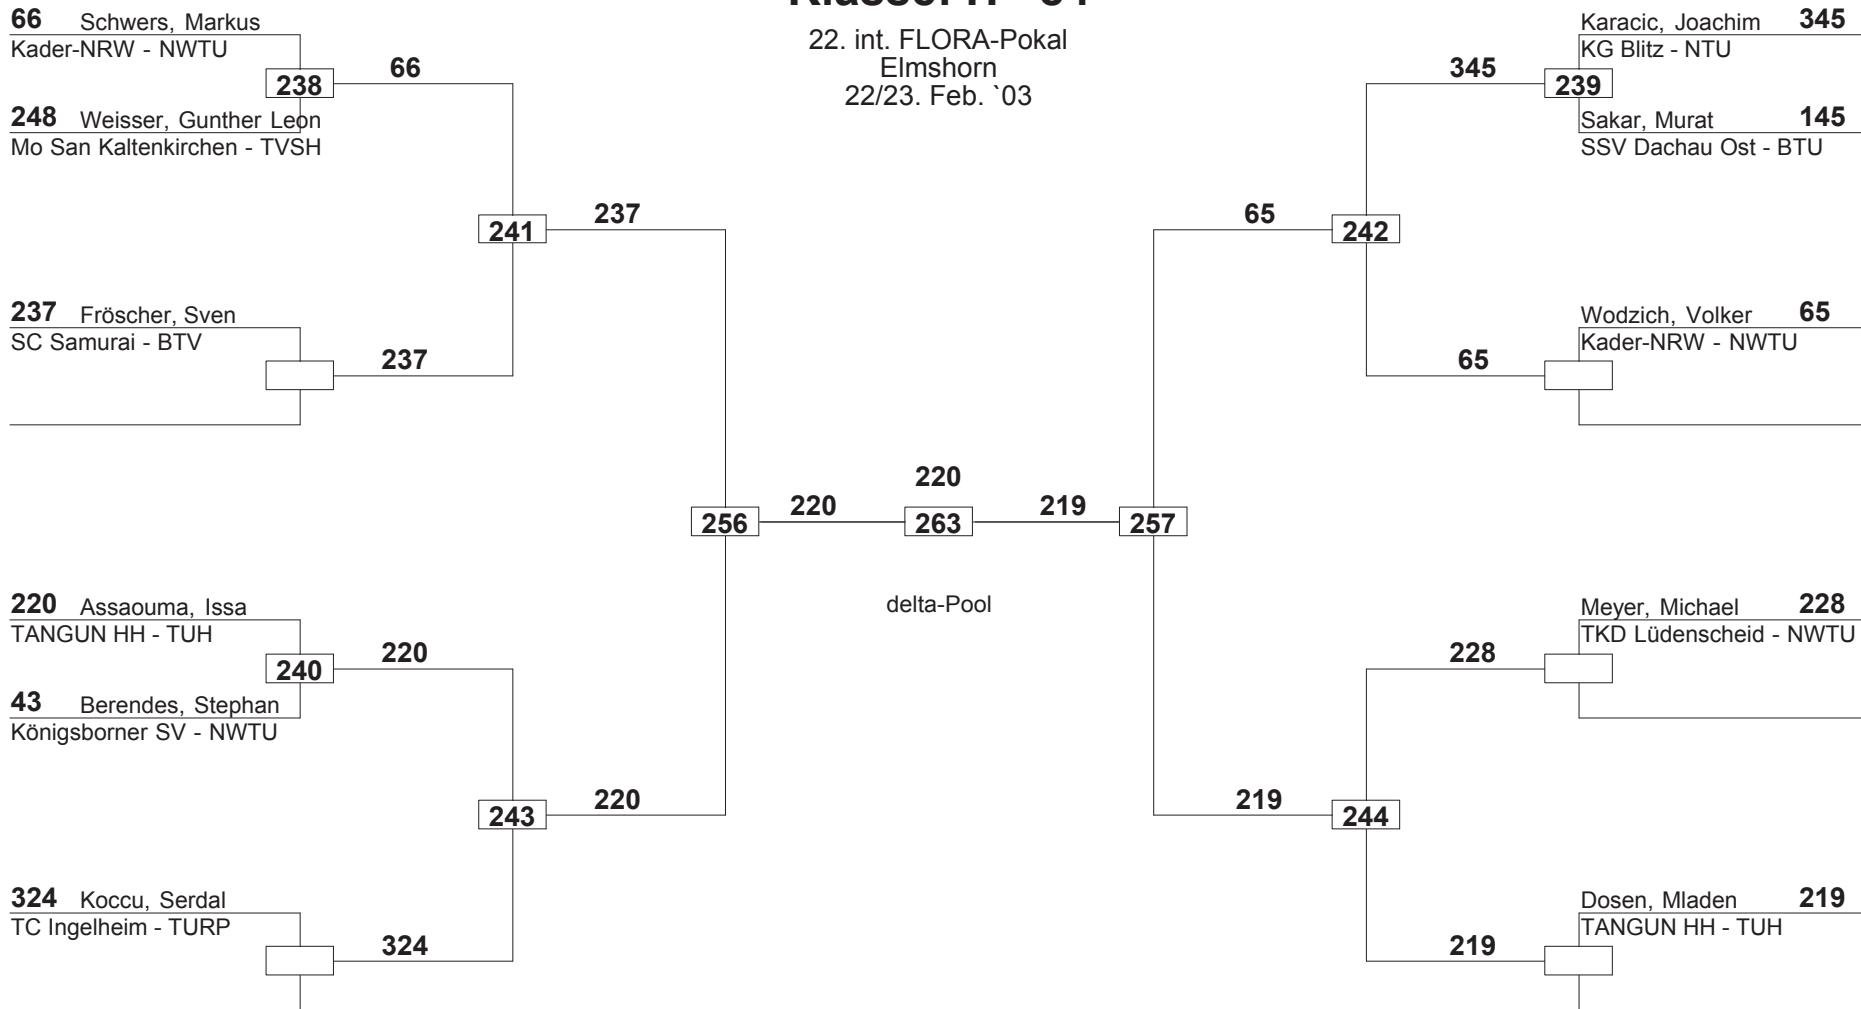 66 Schwers, Markus
Kader-NRW - NWTU
238
66
248 Weisser, Gunther Leon
Mo San Kaltenkirchen - TVSH
241
237
237 Fröscher, Sven
SC Samurai - BTV
237
22. int. FLORA-Pokal
Elmshorn
22/23. Feb. `03
Karacic, Joachim 345
KG Blitz - NTU
345
239
Sakar, Murat 145
SSV Dachau Ost - BTU
65
242
Wodzich, Volker 65
Kader-NRW - NWTU
65
220
256
220
263
219
257
delta-Pool
220 Assaouma, Issa
TANGUN HH - TUH
240
220
43 Berendes, Stephan
Königsborner SV - NWTU
243
220
324 Koccu, Serdal
TC Ingelheim - TURP
324
Meyer, Michael 228
TKD Lüdenscheid - NWTU
228
219
244
Dosen, Mladen 219
TANGUN HH - TUH
219